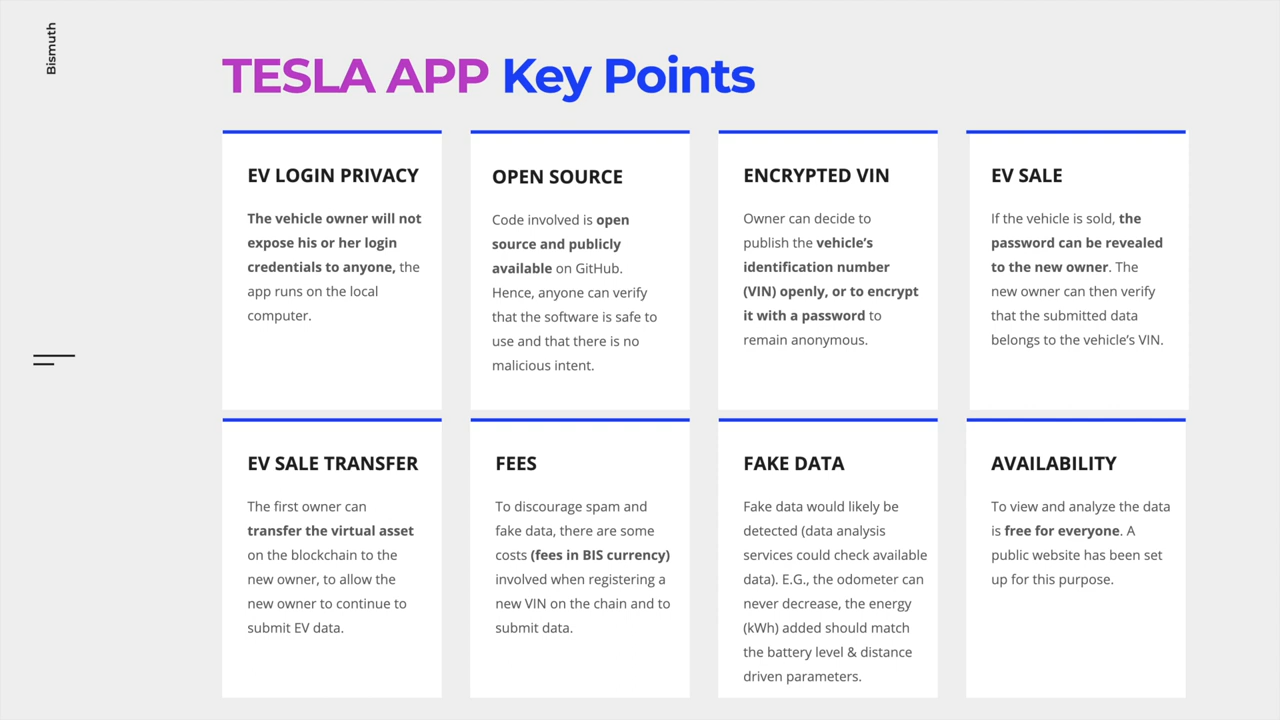 Bismuth
TESLA APP Key Points
EV LOGIN PRIVACY
The vehicle owner will not
expose his or her login
credentials to anyone, the
app runs on the local
computer.
OPEN SOURCE
Code involved is open
source and publicly
available on GitHub.
Hence, anyone can verify
that the software is safe to
use and that there is no
malicious intent.
ENCRYPTED VIN
Owner can decide to
publish the vehicle's
identification number
(VIN) openly, or to encrypt
it with a password to
remain anonymous.
EV SALE
If the vehicle is sold, the
password can be revealed
to the new owner. The
new owner can then verify
that the submitted data
belongs to the vehicle's VIN.
EV SALE TRANSFER
The first owner can
transfer the virtual asset
on the blockchain to the
new owner, to allow the
new owner to continue to
submit EV data.
FEES
To discourage spam and
fake data, there are some
costs (fees in BIS currency)
involved when registering a
new VIN on the chain and to
submit data.
FAKE DATA
Fake data would likely be
detected (data analysis
services could check available
data). E.G., the odometer can
never decrease, the energy
(kWh) added should match
the battery level & distance
driven parameters.
AVAILABILITY
To view and analyze the data
is free for everyone. A
public website has been set
up for this purpose.